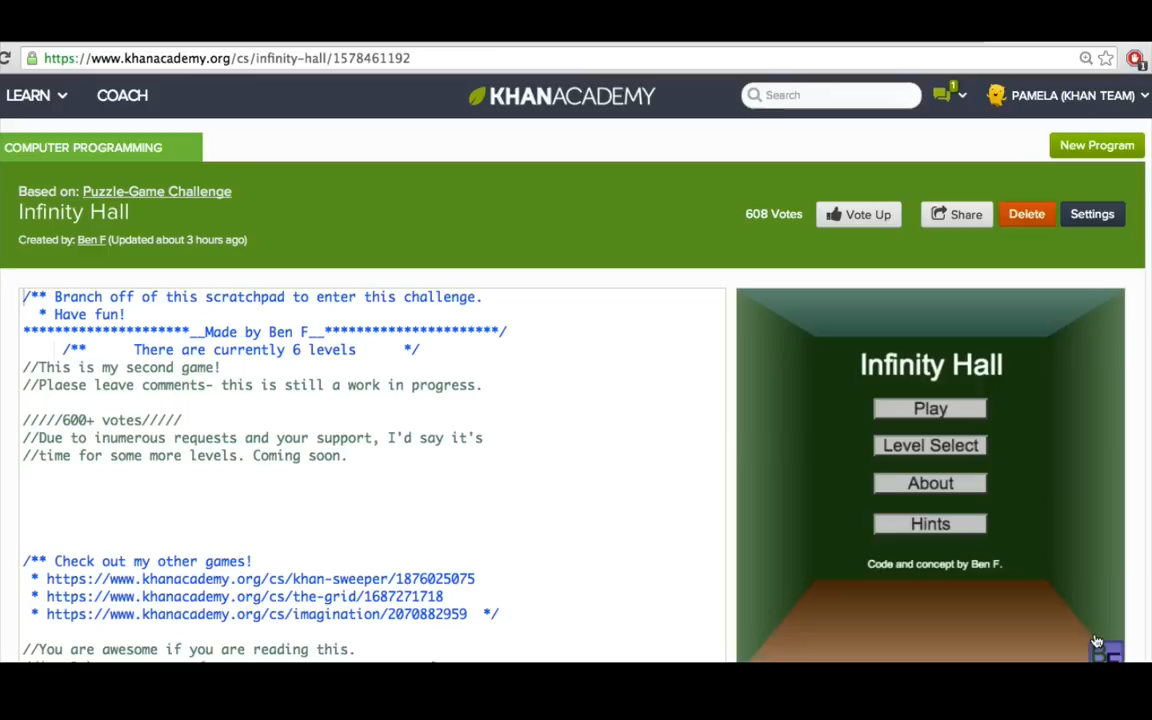 https://www.khanacademy.org/cs/infinity-hall/1578461192
1
LEARN COACH KHANACADEMY Search 1 PAMELA (KHAN TEAM)
COMPUTER PROGRAMMING
New Program
Based on: Puzzle-Game Challenge
Infinity Hall
608 Votes Vote Up Share Delete Settings
Created by: Ben F (Updated about 3 hours ago)
/** Branch off of this scratchpad to enter this challenge.
* Have fun!
*********************__Made by Ben F__**********************/
/** There are currently 6 levels */
//This is my second game!
//Plaese leave comments- this is still a work in progress.
/////600+ votes/////
//Due to inumerous requests and your support, I'd say it's
//time for some more levels. Coming soon.
/** Check out my other games!
* https://www.khanacademy.org/cs/khan-sweeper/1876025075
* https://www.khanacademy.org/cs/the-grid/1687271718
* https://www.khanacademy.org/cs/imagination/2070882959 */
//You are awesome if you are reading this.
Infinity Hall
Play
Level Select
About
Hints
Code and concept by Ben F.
BF